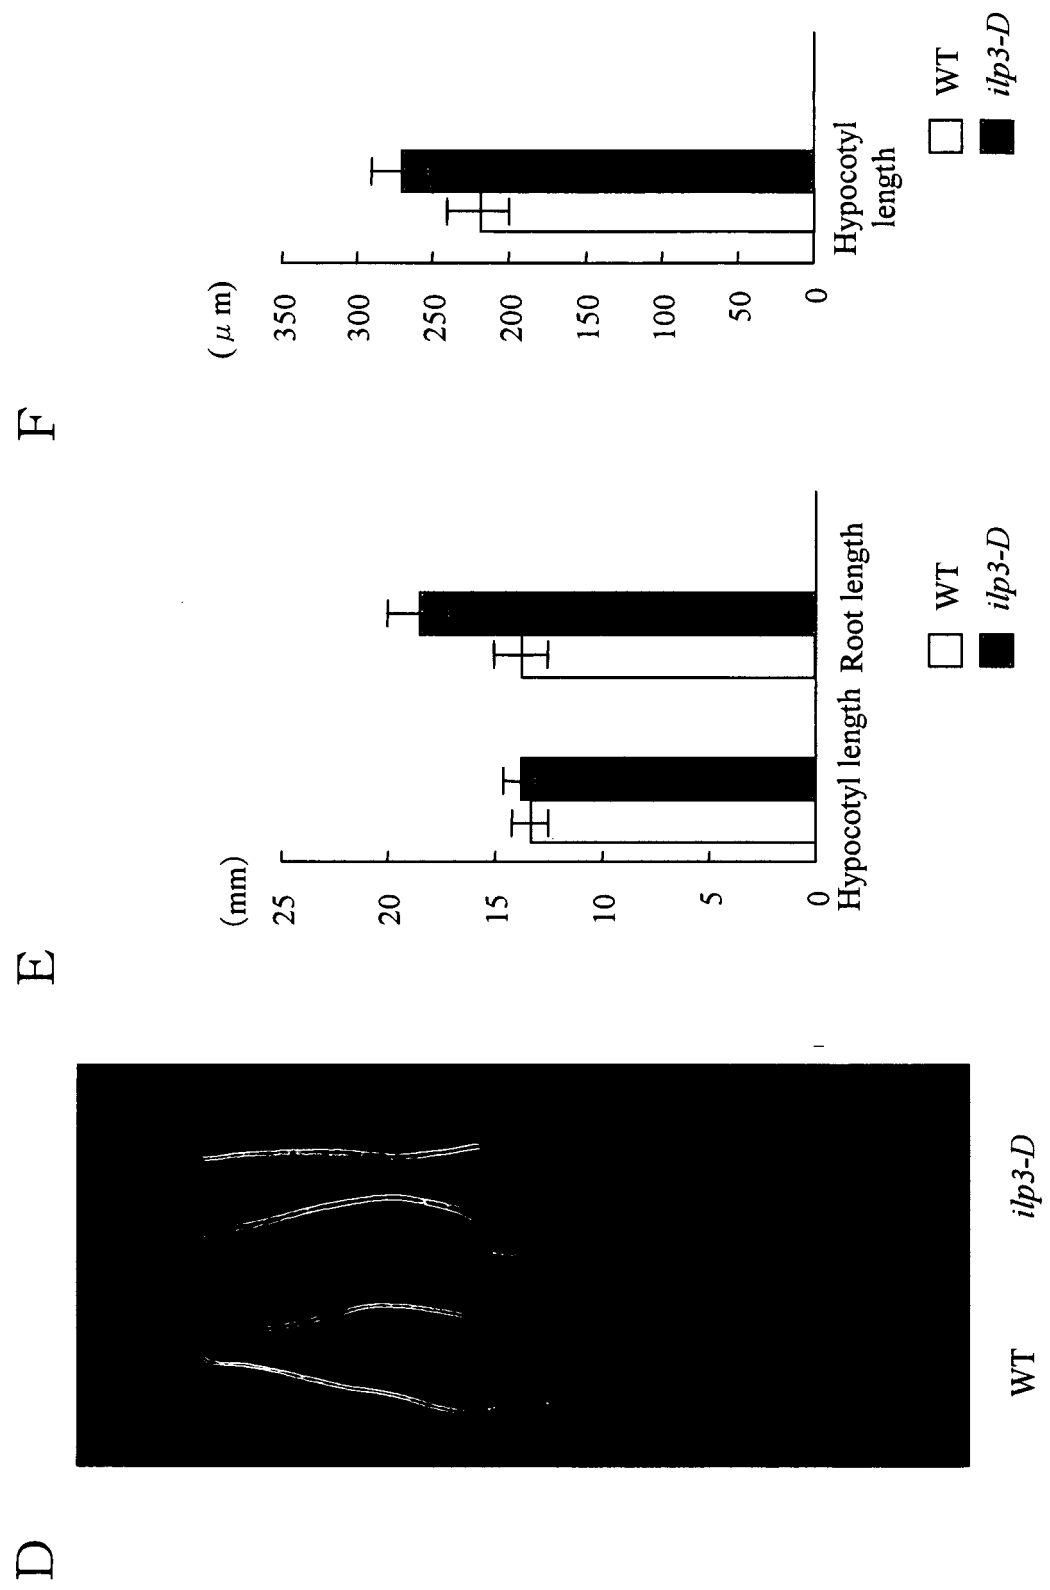 D
WT
ilp3-D
E
(mm)
25
20
15
10
5
0
Hypocotyl length Root length
WT
ilp3-D
F
(μm)
350
300
250
200
150
100
50
0
Hypocotyl
length
WT
ilp3-D